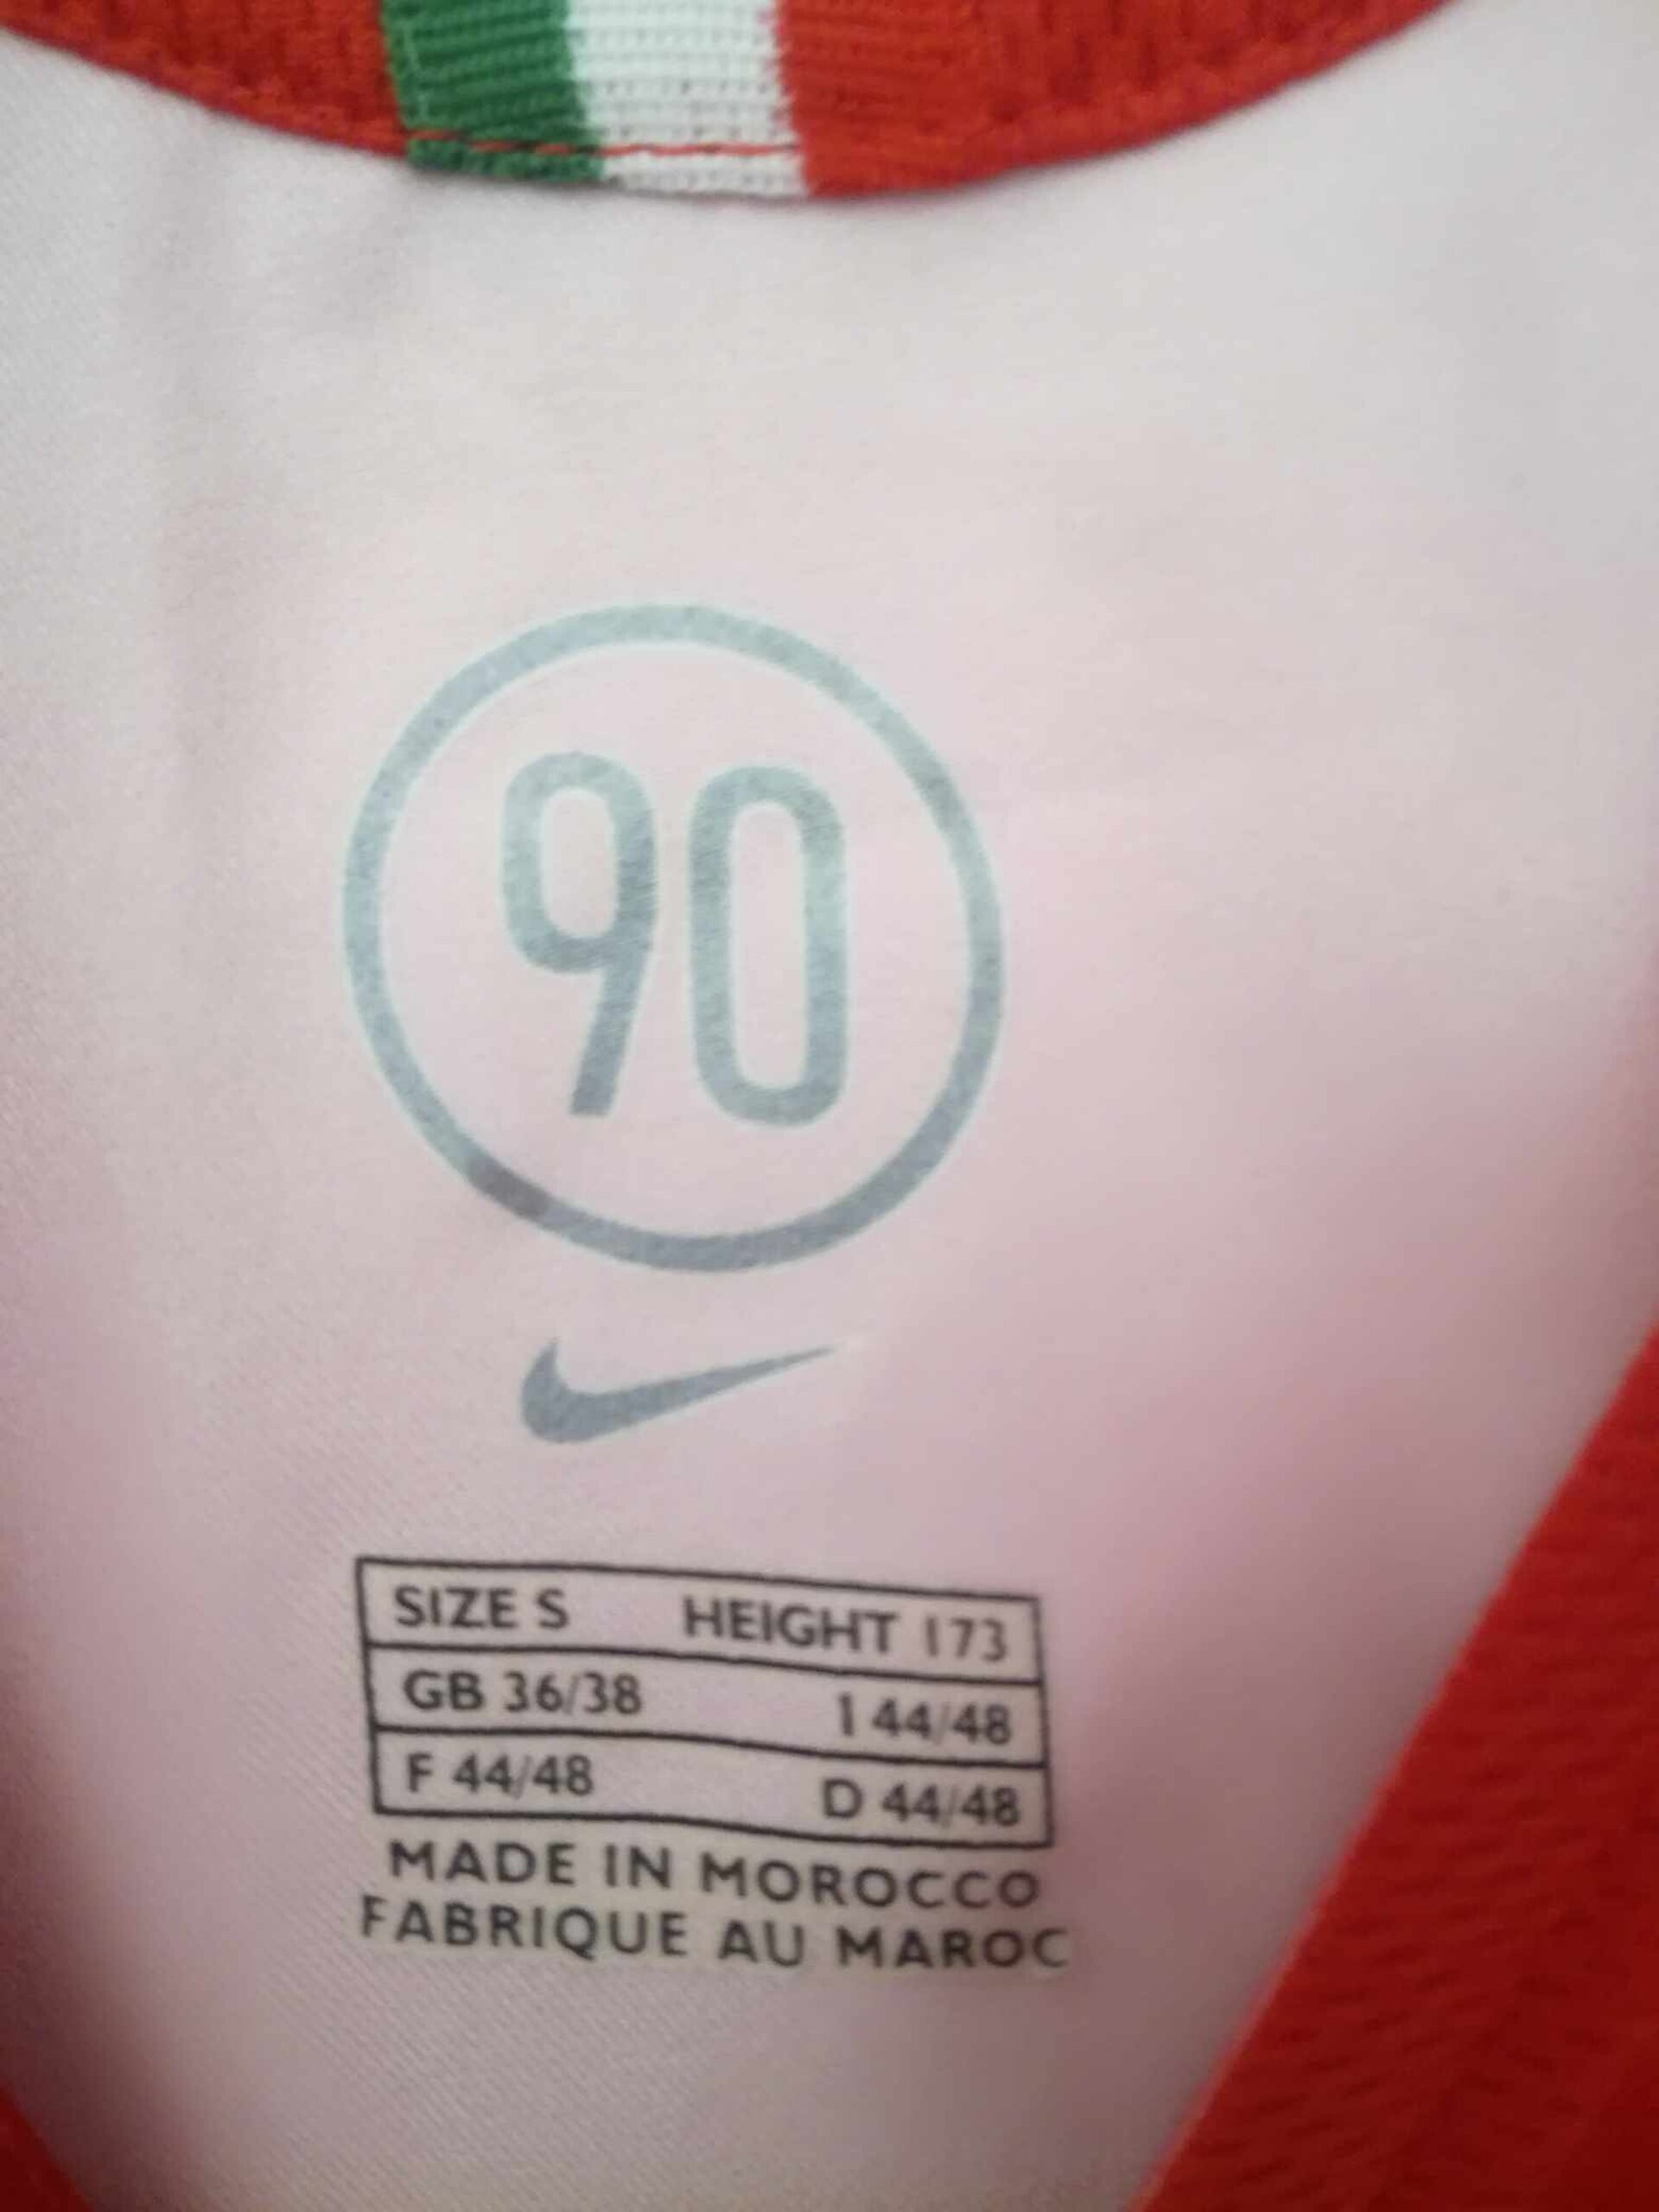 90
SIZE S HEIGHT 173
GB 36/38 I 44/48
F 44/48 D 44/48
MADE IN MOROCCO
FABRIQUE AU MAROC